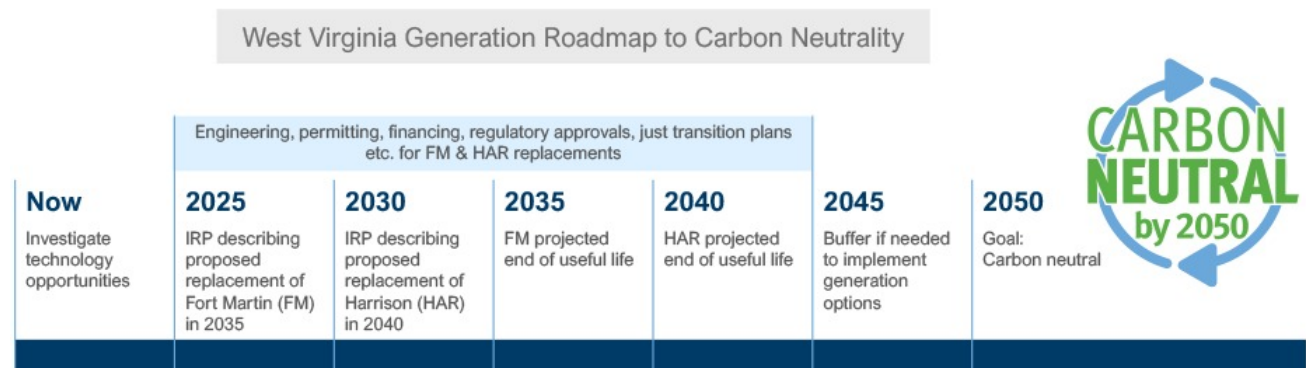 West Virginia Generation Roadmap to Carbon Neutrality
Engineering, permitting, financing, regulatory approvals, just transition plans
etc. for FM & HAR replacements
Now
Investigate
technology
opportunities
2025
IRP describing
proposed
replacement of
Fort Martin (FM)
in 2035
2030
IRP describing
proposed
replacement of
Harrison (HAR)
in 2040
2035
FM projected
end of useful life
2040
HAR projected
end of useful life
2045
Buffer if needed
to implement
generation
options
2050
Goal:
Carbon neutral
CARBON
NEUTRAL
by 2050